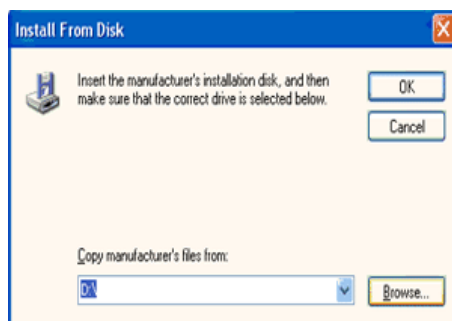 Install From Disk
Insert the manufacturer's installation disk, and then
make sure that the correct drive is selected below.
OK
Cancel
Copy manufacturer's files from:
D:\
Browse...